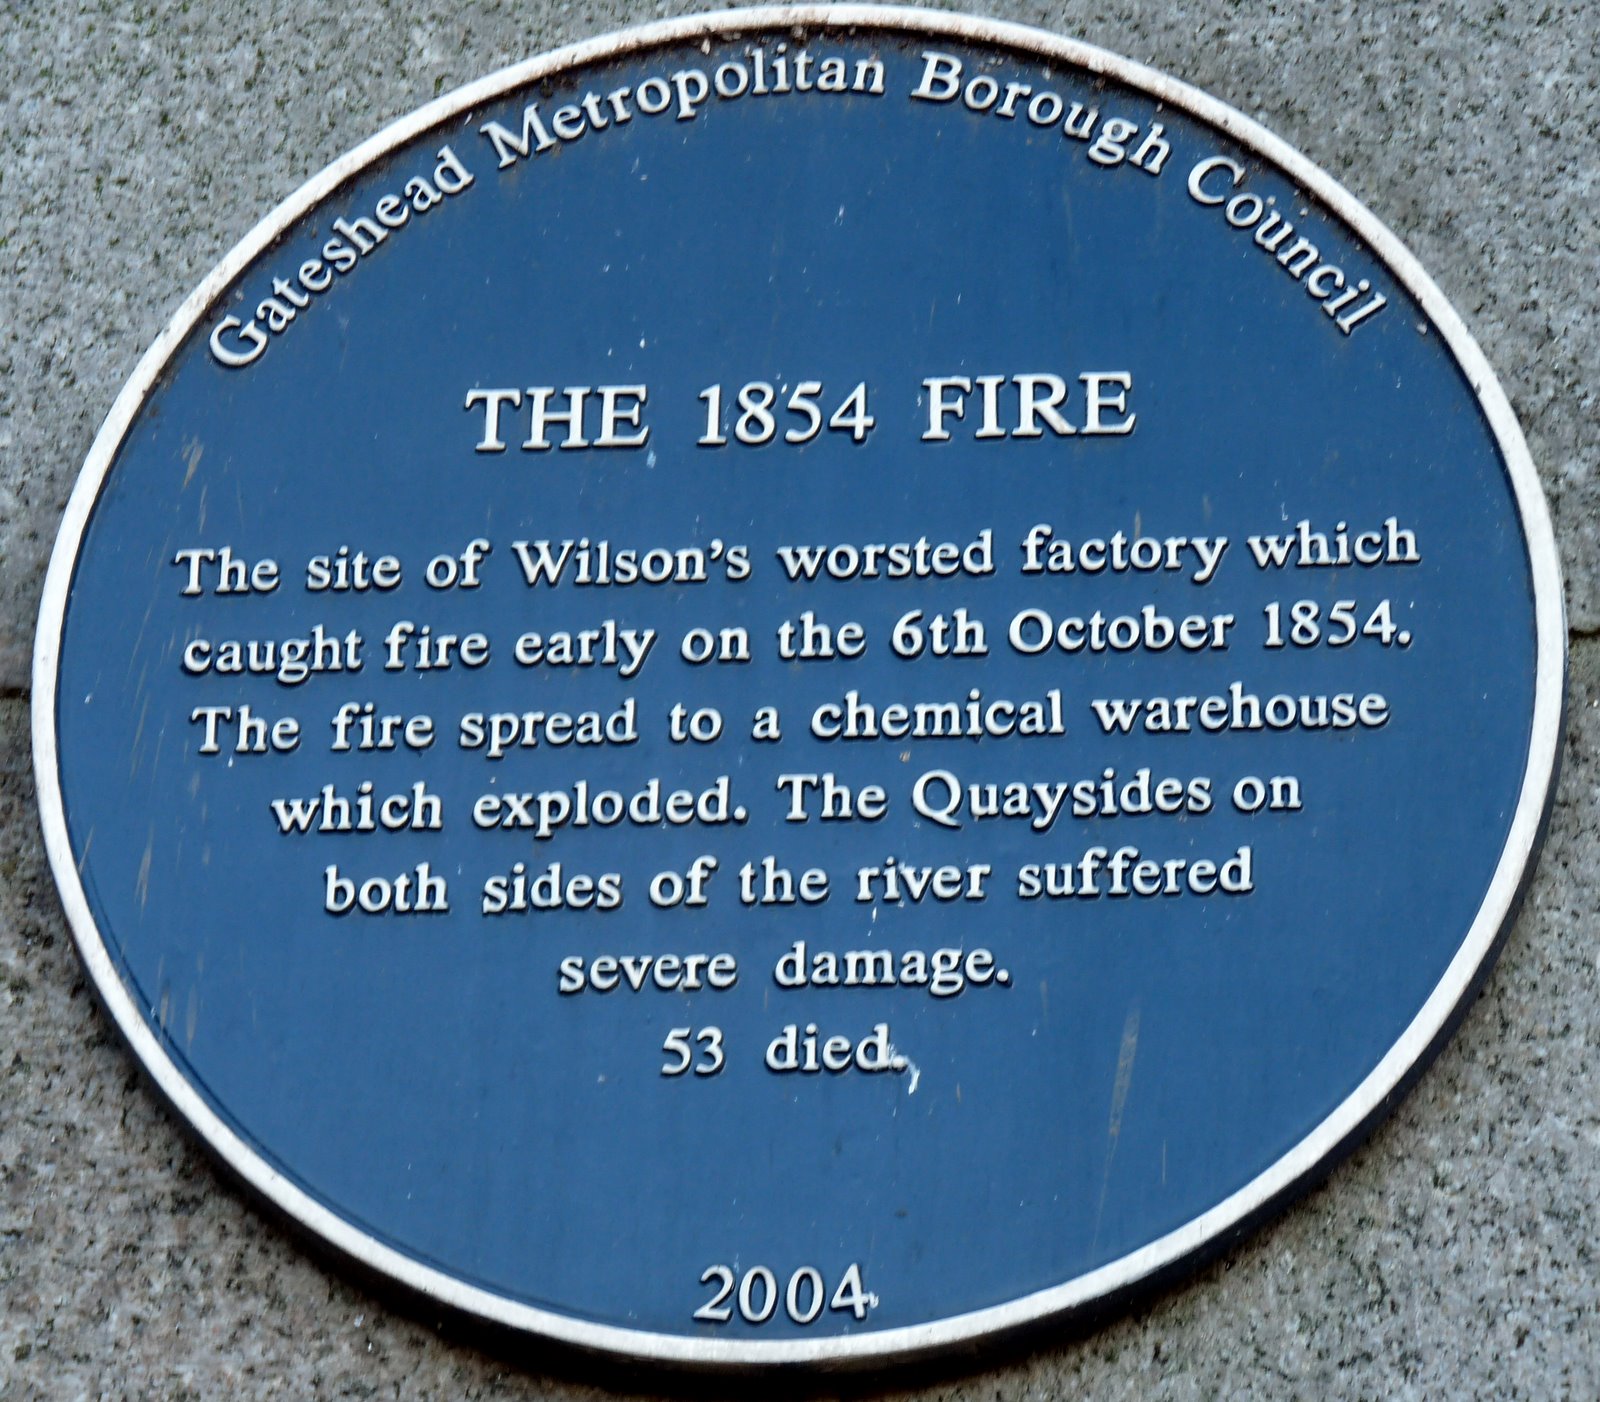 Gateshead Metropolitan Borough Council
THE 1854 FIRE
The site of Wilson's worsted factory which
caught fire early on the 6th October 1854.
The fire spread to a chemical warehouse
which exploded. The Quaysides on
both sides of the river suffered
severe damage.
53 died.
2004